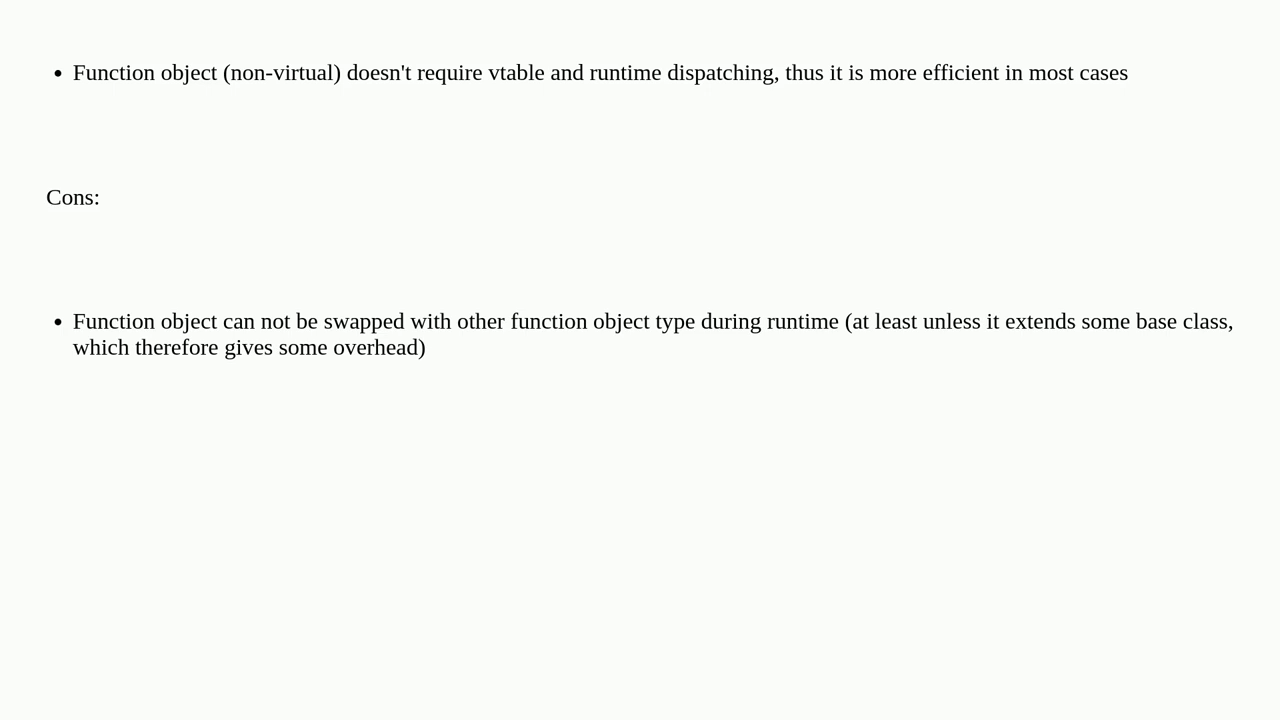 • Function object (non-virtual) doesn't require vtable and runtime dispatching, thus it is more efficient in most cases
Cons:
• Function object can not be swapped with other function object type during runtime (at least unless it extends some base class,
which therefore gives some overhead)